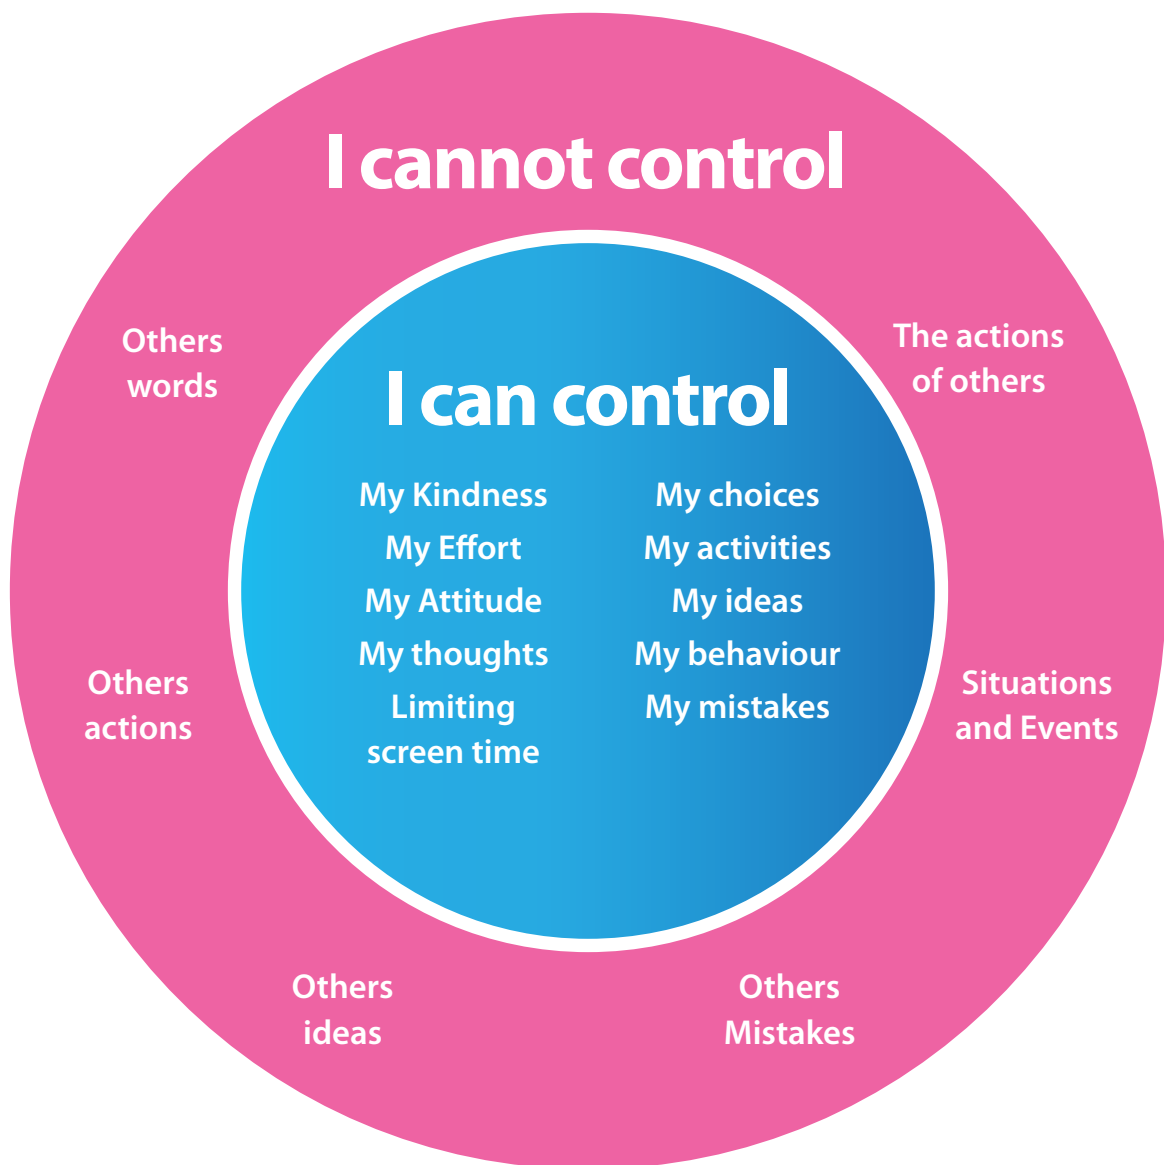 I cannot control
Others
words
The actions
of others
I can control
My Kindness
My Effort
My Attitude
My thoughts
Limiting
screen time
My choices
My activities
My ideas
My behaviour
My mistakes
Others
actions
Situations
and Events
Others
ideas
Others
Mistakes